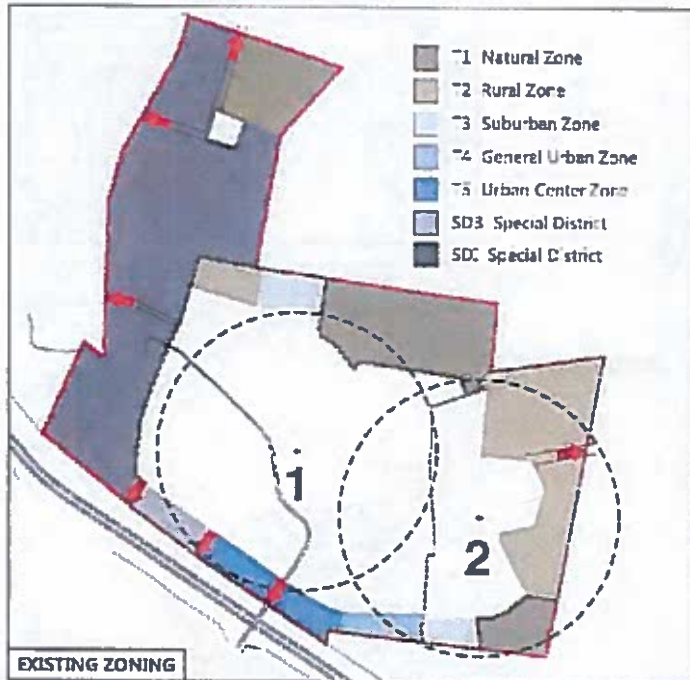 T1 Natural Zone
T2 Rural Zone
T3 Suburban Zone
T4 General Urban Zone
T5 Urban Center Zone
SD3 Special District
Special District
1
2
EXISTING ZONING